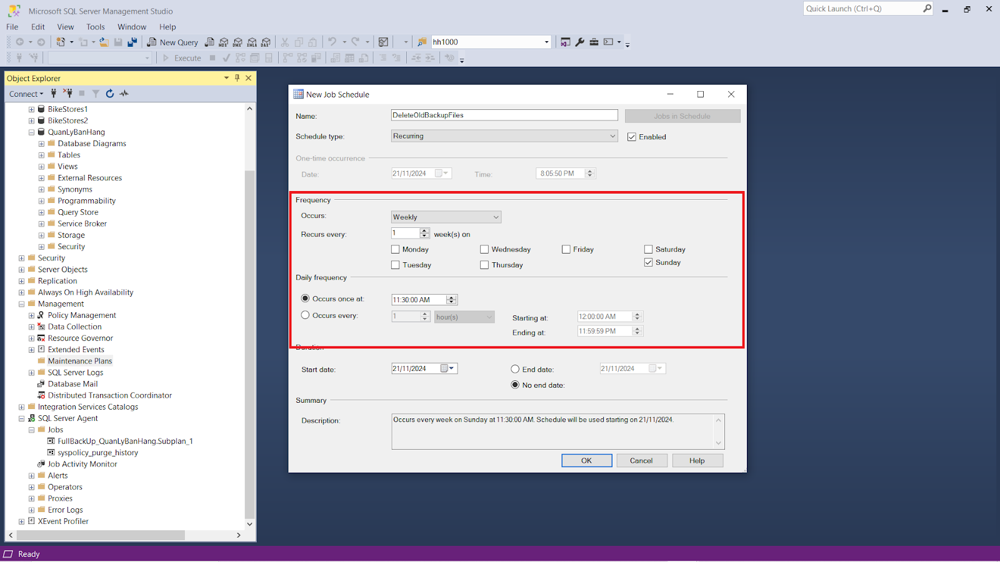 Microsoft SQL Server Management Studio
Quick Launch (Ctrl+Q)
File Edit View Tools Window Help
New Query MDX DMX XMLA DAX hh1000
Execute
Object Explorer
Connect
BikeStores1
BikeStores2
QuanLyBanHang
Database Diagrams
Tables
Views
External Resources
Synonyms
Programmability
Query Store
Service Broker
Storage
Security
Security
Server Objects
Replication
Always On High Availability
Management
Policy Management
Data Collection
Resource Governor
Extended Events
Maintenance Plans
SQL Server Logs
Database Mail
Distributed Transaction Coordinator
Integration Services Catalogs
SQL Server Agent
Jobs
FullBackUp_QuanLyBanHang.Subplan_1
syspolicy_purge_history
Job Activity Monitor
Alerts
Operators
Proxies
Error Logs
XEvent Profiler
New Job Schedule
Name: DeleteOldBackupFiles Jobs in Schedule
Schedule type: Recurring Enabled
One-time occurrence
Date: 21/11/2024 Time: 8:05:50 PM
Frequency
Occurs: Weekly
Recurs every: 1 week(s) on
Monday Wednesday Friday Saturday
Tuesday Thursday Sunday
Daily frequency
Occurs once at: 11:30:00 AM
Occurs every: 1 hour(s) Starting at: 12:00:00 AM
Ending at: 11:59:59 PM
Duration
Start date: 21/11/2024 End date: 21/11/2024
No end date:
Summary
Description: Occurs every week on Sunday at 11:30:00 AM. Schedule will be used starting on 21/11/2024.
OK Cancel Help
Ready